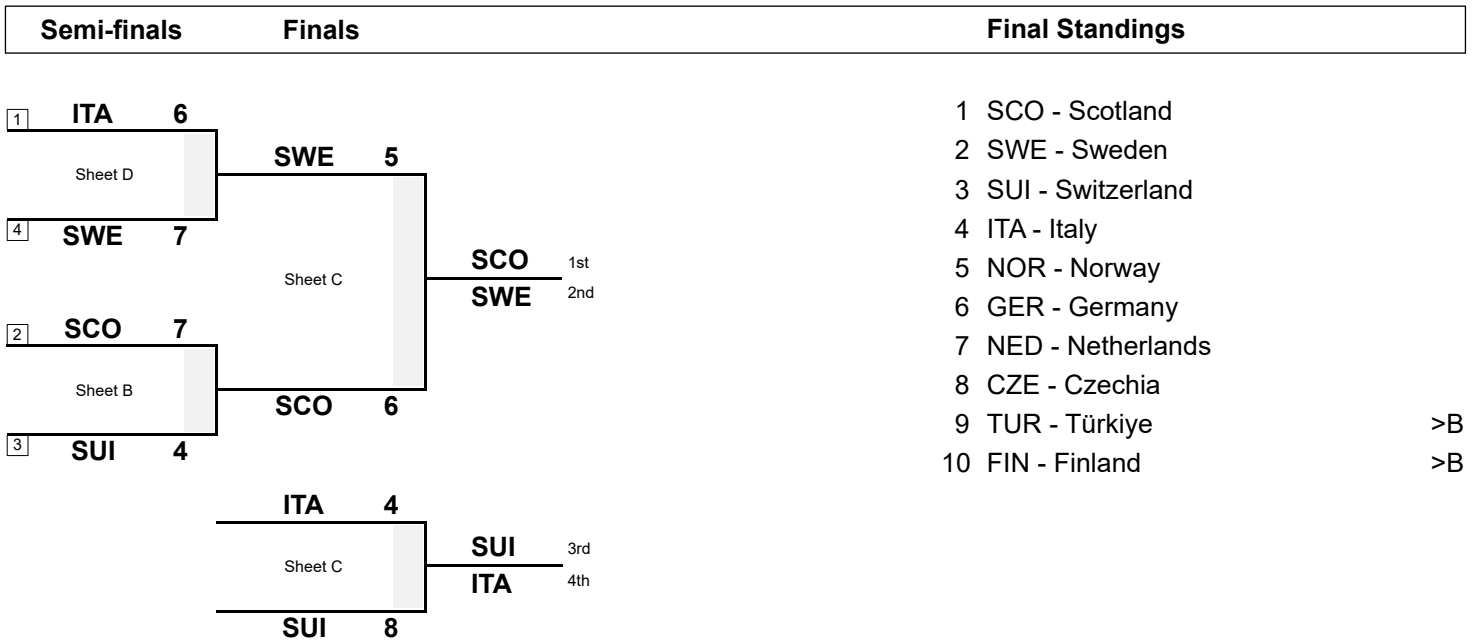 Semi-finals Finals Final Standings
1 ITA 6
Sheet D
4 SWE 7
SWE 5
Sheet C
SCO 6
2 SCO 7
Sheet B
3 SUI 4
SCO 1st
SWE 2nd
ITA 4
Sheet C
SUI 8
SUI 3rd
ITA 4th
1 SCO - Scotland
2 SWE - Sweden
3 SUI - Switzerland
4 ITA - Italy
5 NOR - Norway
6 GER - Germany
7 NED - Netherlands
8 CZE - Czechia
9 TUR - Türkiye >B
10 FIN - Finland >B